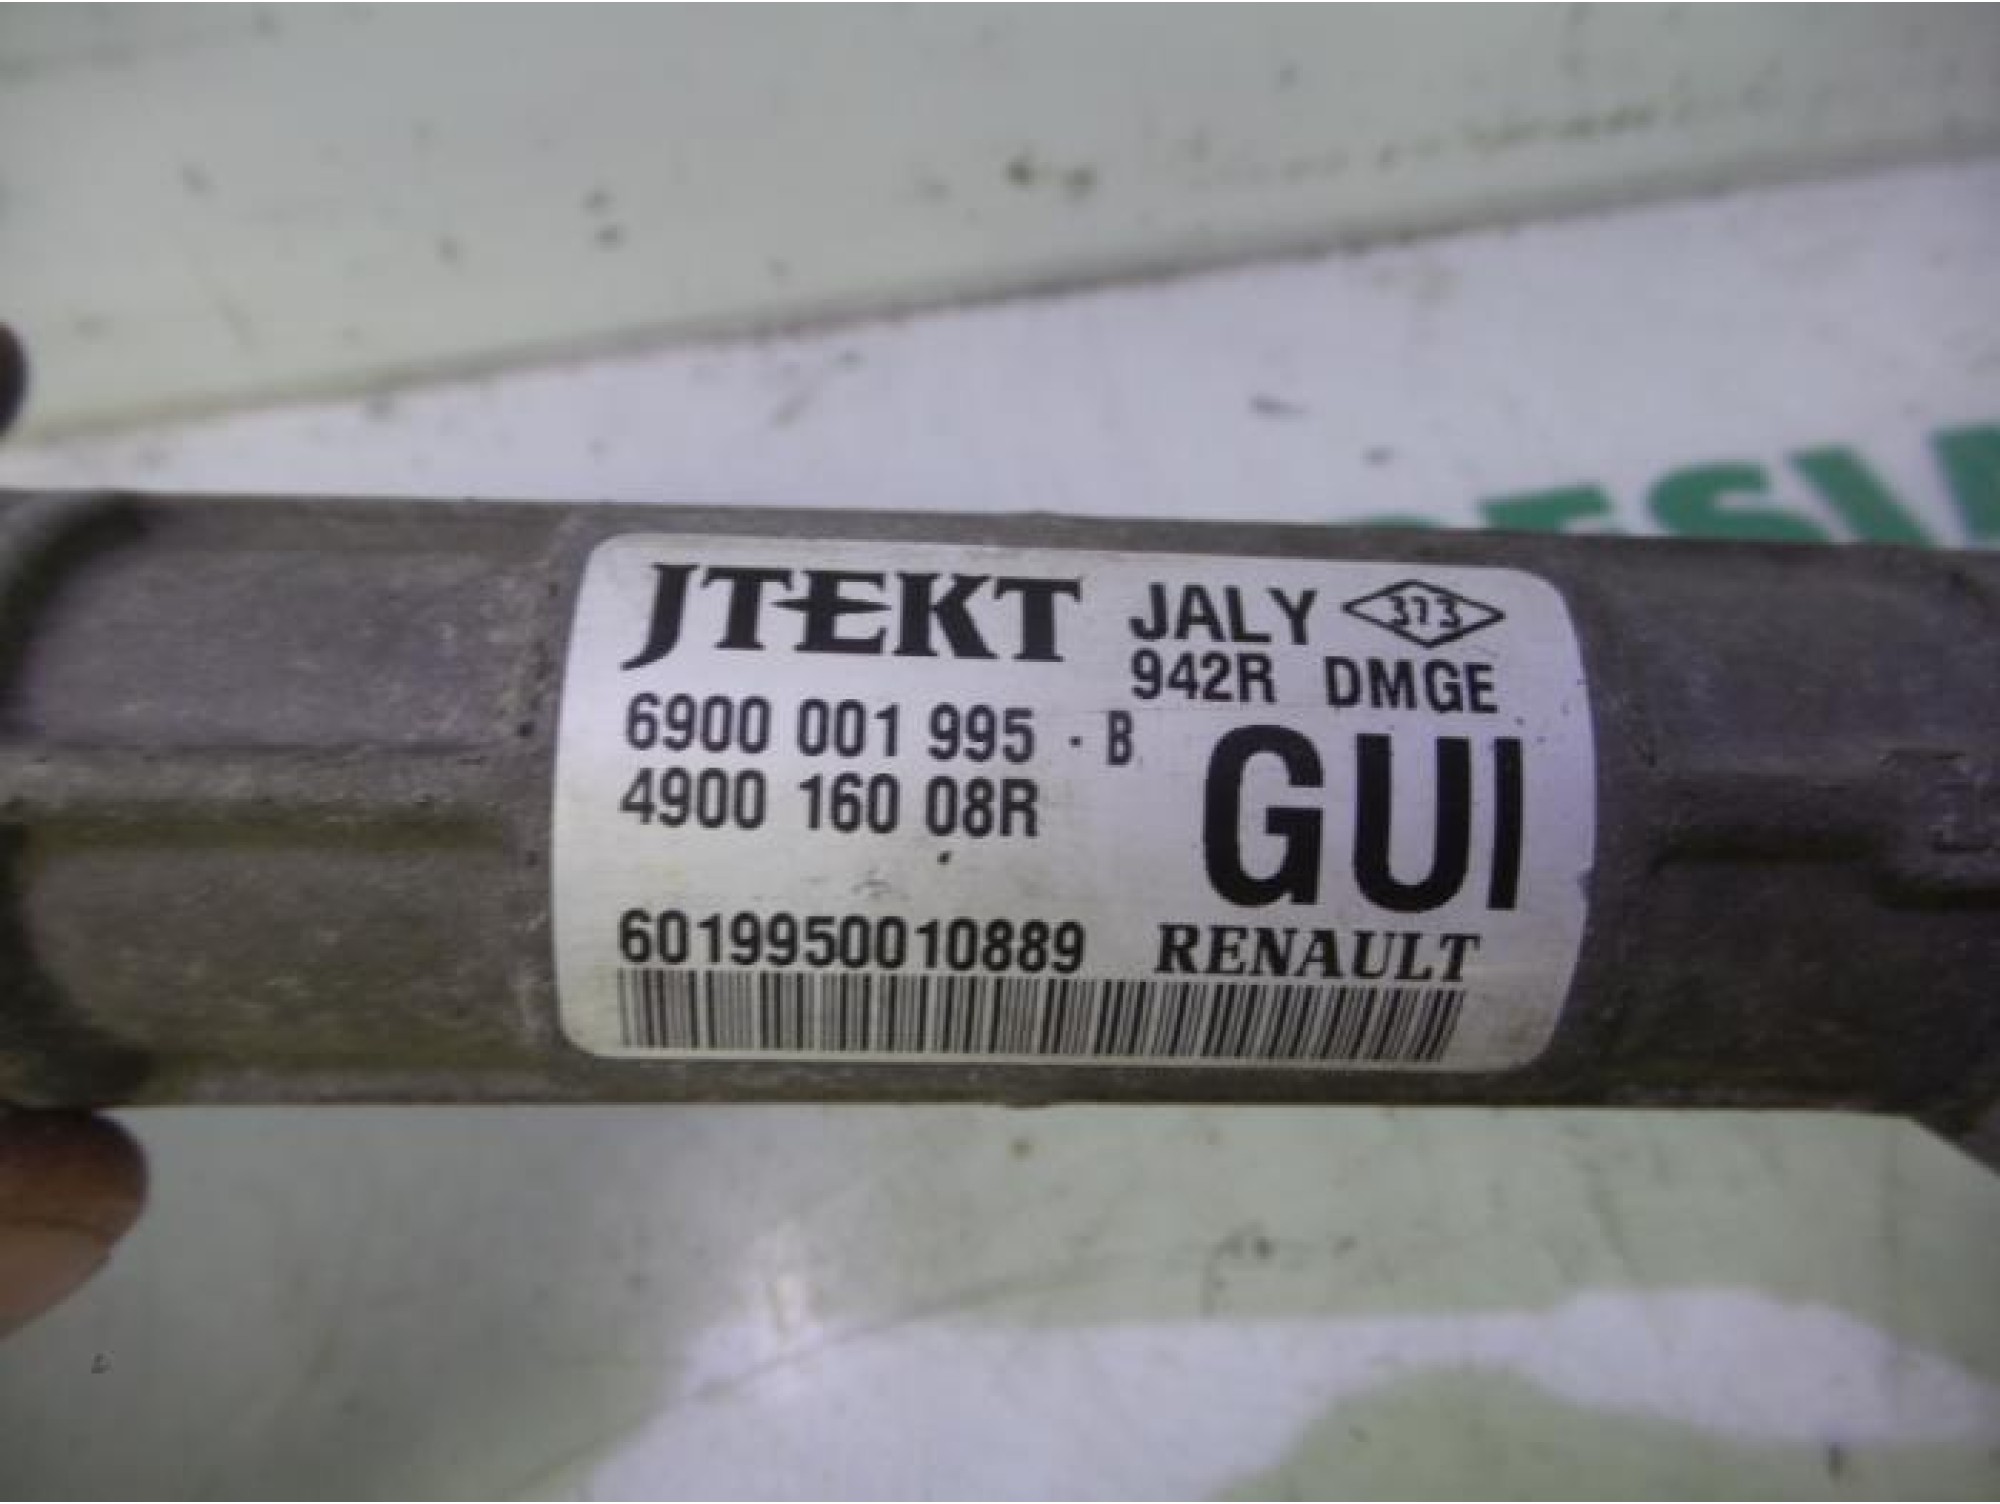 JTEKT JALY 373
942R DMGE
6900 001 995 - B
4900 160 08R
GUI
6019950010889 RENAULT